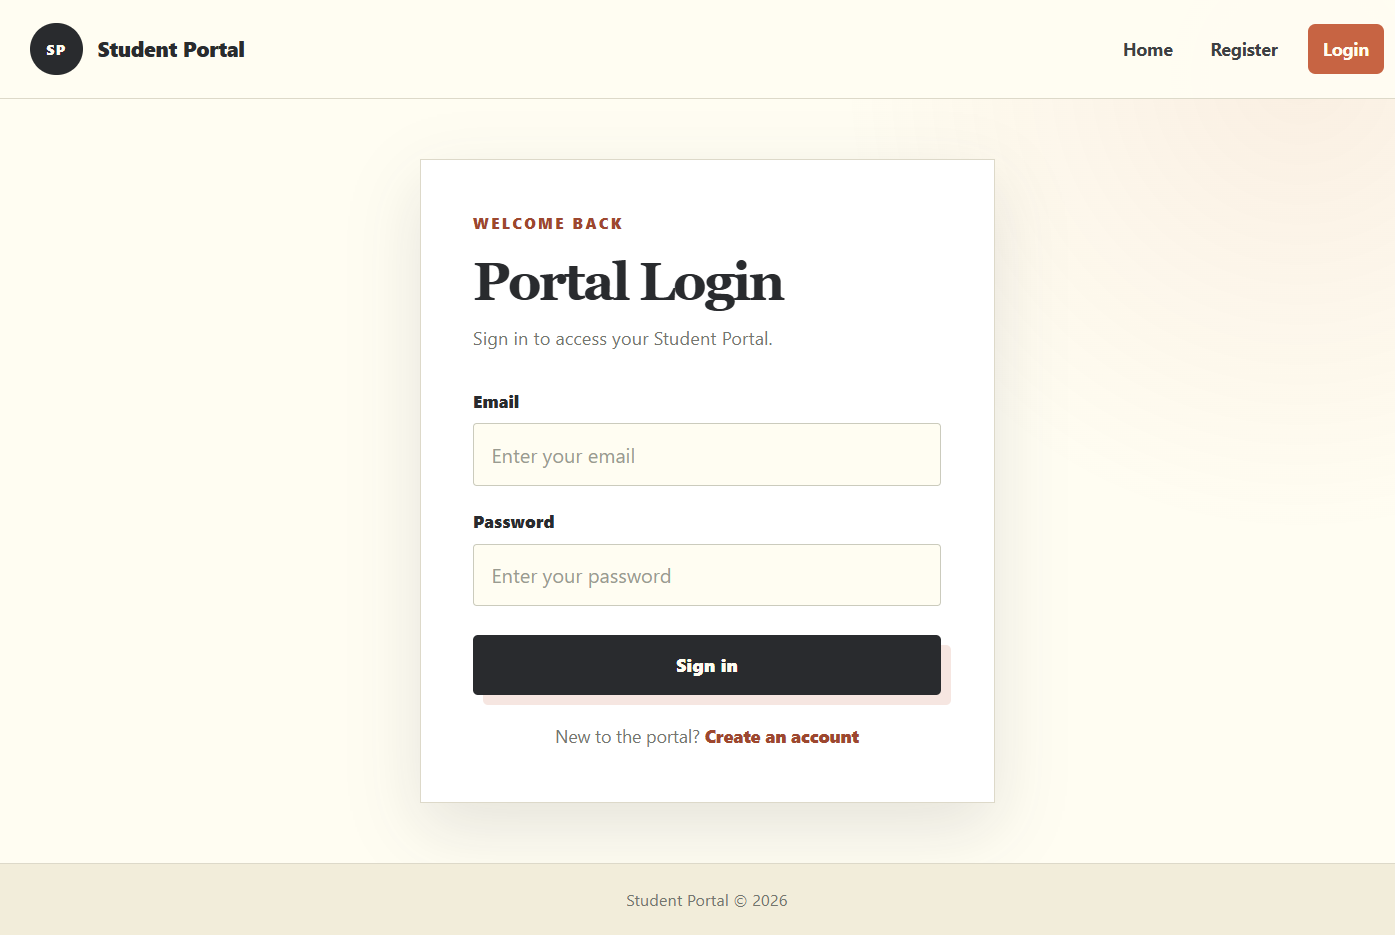 SP
Student Portal
Home
Register
Login
WELCOME BACK
Portal Login
Sign in to access your Student Portal.
Email
Enter your email
Password
Enter your password
Sign in
New to the portal? Create an account
Student Portal © 2026